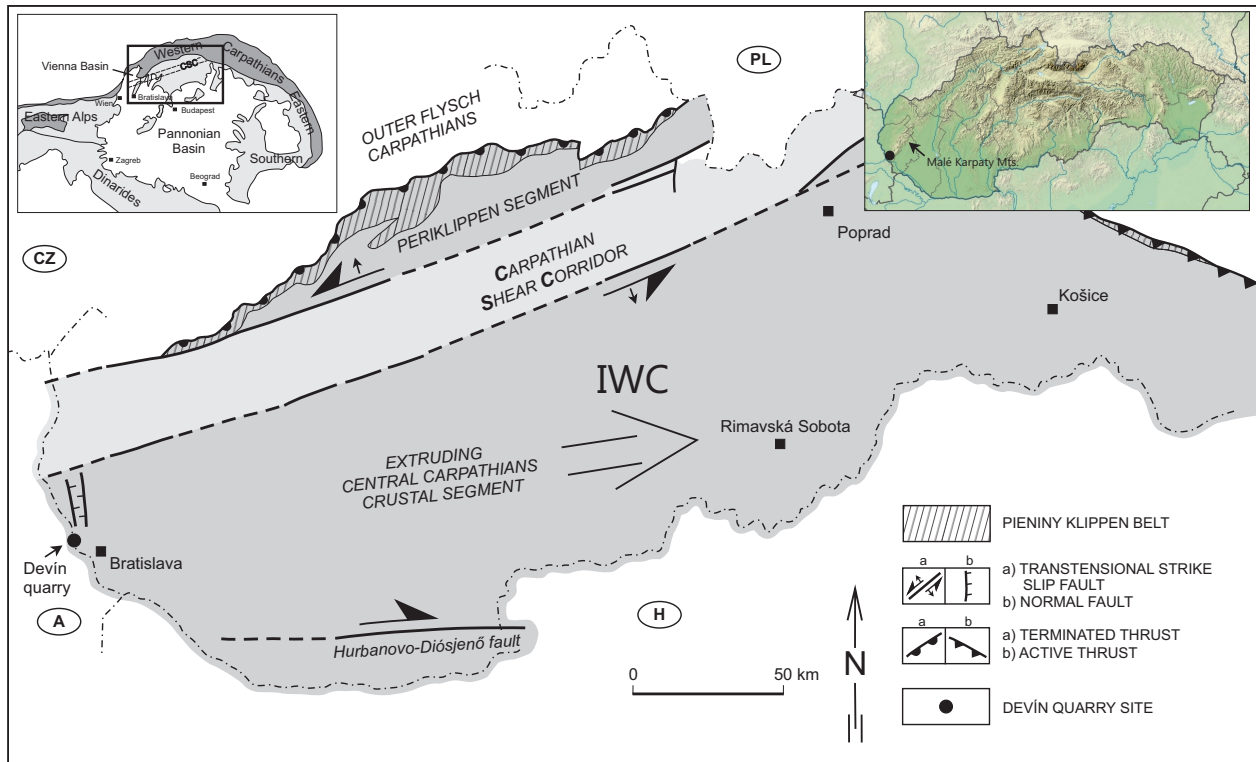 Western
Carpathians
Eastern
Southern
Vienna Basin
CSC
Wien
Bratislava
Budapest
Eastern Alps
Pannonian
Basin
Zagreb
Beograd
Dinarides
PL
Malé Karpaty Mts.
OUTER FLYSCH
CARPATHIANS
PERIKLIPPEN SEGMENT
CARPATHIAN
SHEAR CORRIDOR
CZ
Poprad
Košice
IWC
Rimavská Sobota
EXTRUDING
CENTRAL CARPATHIANS
CRUSTAL SEGMENT
Devín
quarry
Bratislava
A
H
Hurbanovo-Diósjenő fault
0
50 km
N
PIENINY KLIPPEN BELT
a
b
a) TRANSTENSIONAL STRIKE
SLIP FAULT
b) NORMAL FAULT
a
b
a) TERMINATED THRUST
b) ACTIVE THRUST
DEVÍN QUARRY SITE